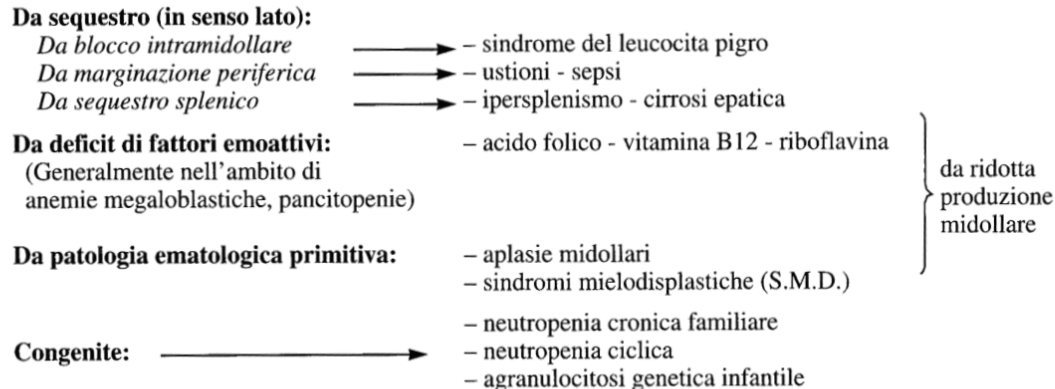 Da sequestro (in senso lato):
Da blocco intramidollare – sindrome del leucocita pigro
Da marginazione periferica – ustioni - sepsi
Da sequestro splenico – ipersplenismo - cirrosi epatica
Da deficit di fattori emoattivi: – acido folico - vitamina B12 - riboflavina
(Generalmente nell'ambito di
anemie megaloblastiche, pancitopenie)
da ridotta
produzione
midollare
Da patologia ematologica primitiva: – aplasie midollari
– sindromi mielodisplastiche (S.M.D.)
– neutropenia cronica familiare
Congenite: – neutropenia ciclica
– agranulocitosi genetica infantile